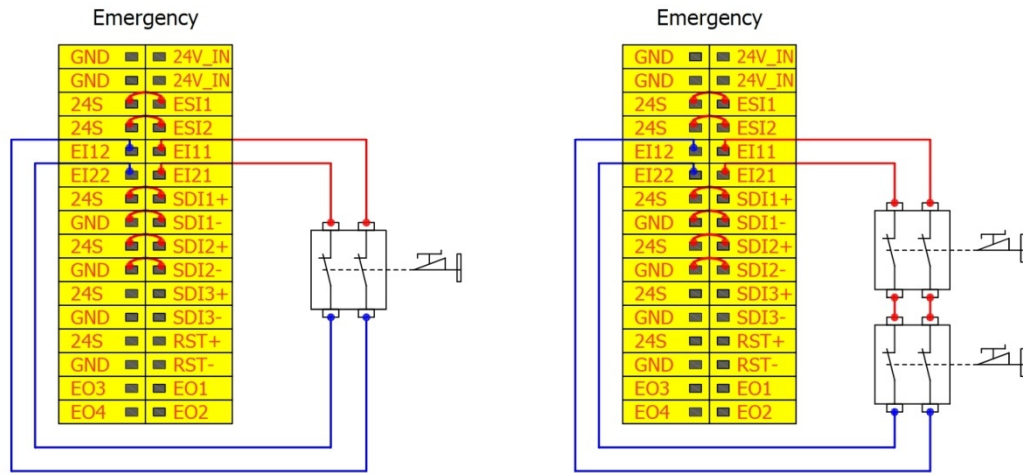 Emergency
GND 24V_IN
GND 24V_IN
24S ESI1
24S ESI2
EI12 EI11
EI22 EI21
24S SDI1+
GND SDI1-
24S SDI2+
GND SDI2-
24S SDI3+
GND SDI3-
24S RST+
GND RST-
EO3 EO1
EO4 EO2
Emergency
GND 24V_IN
GND 24V_IN
24S ESI1
24S ESI2
EI12 EI11
EI22 EI21
24S SDI1+
GND SDI1-
24S SDI2+
GND SDI2-
24S SDI3+
GND SDI3-
24S RST+
GND RST-
EO3 EO1
EO4 EO2